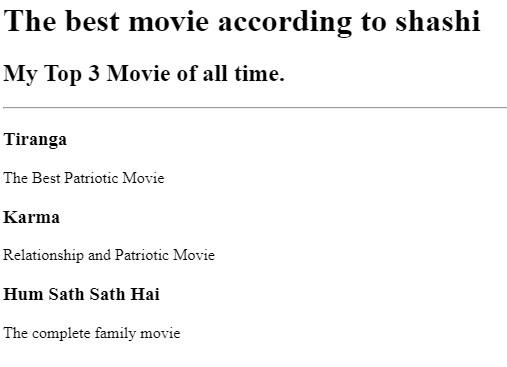 The best movie according to shashi
My Top 3 Movie of all time.
Tiranga
The Best Patriotic Movie
Karma
Relationship and Patriotic Movie
Hum Sath Sath Hai
The complete family movie